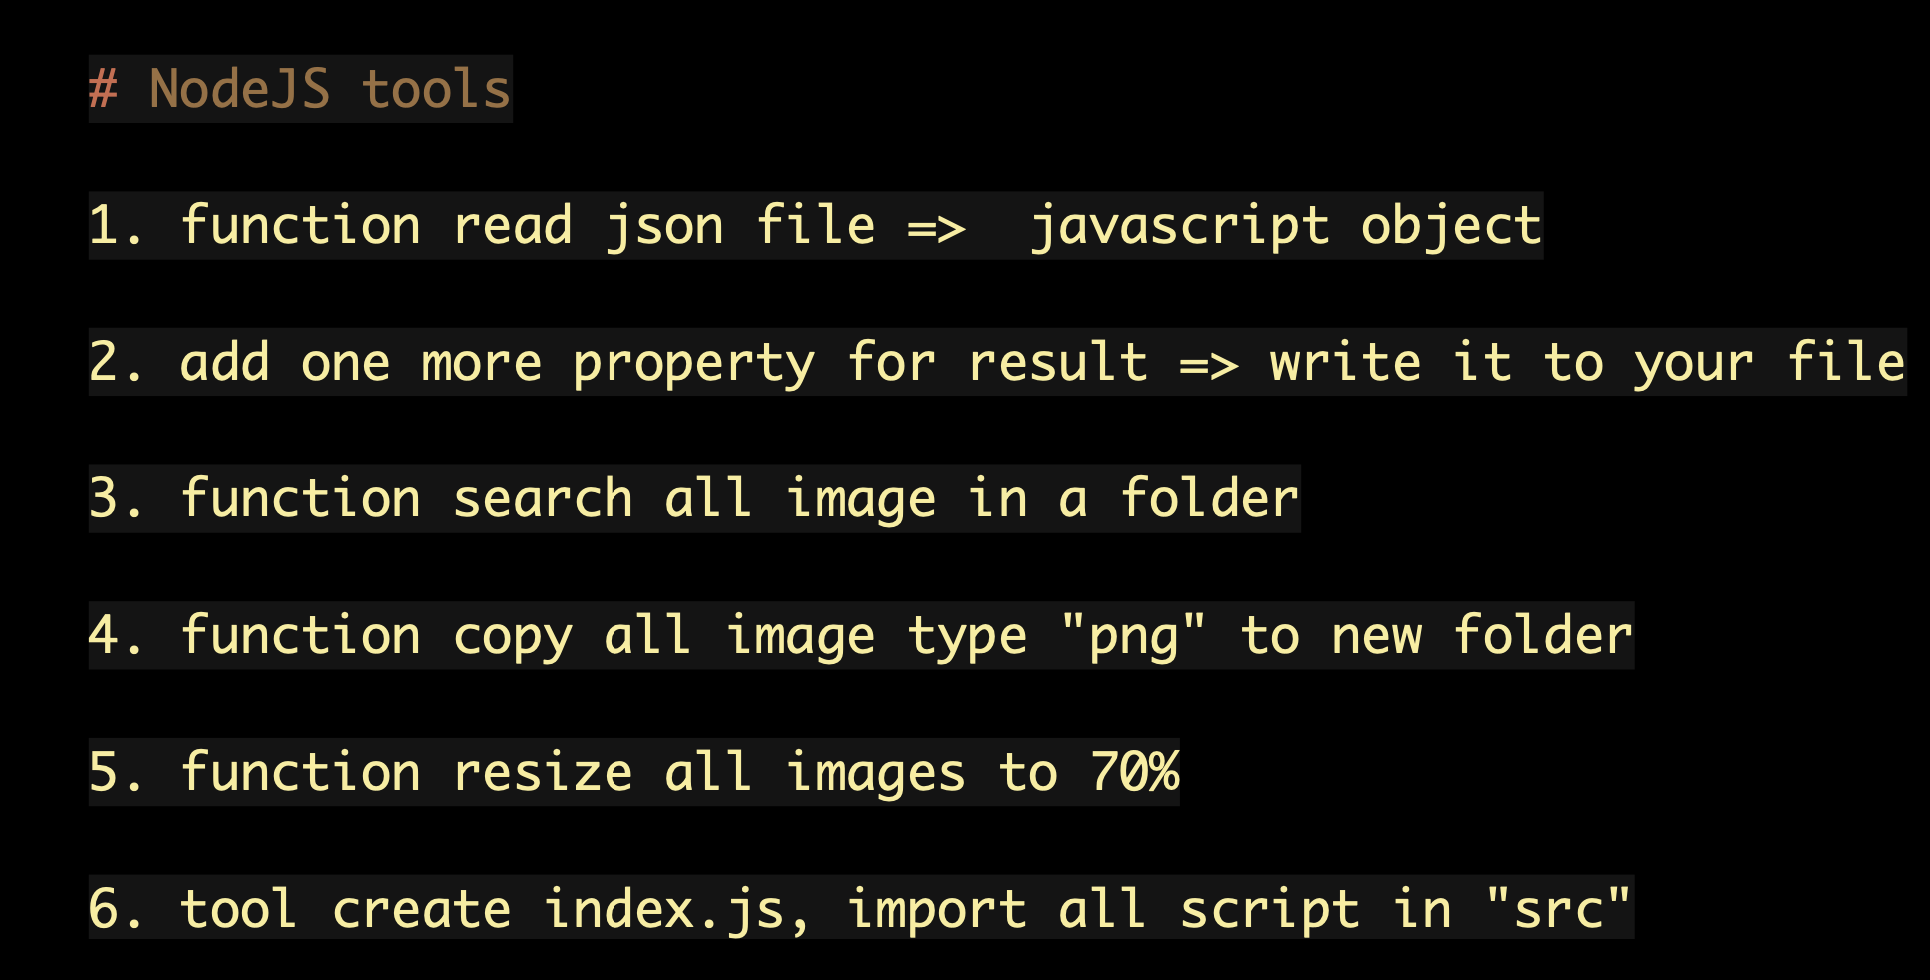 # NodeJS tools
1. function read json file =>  javascript object
2. add one more property for result => write it to your file
3. function search all image in a folder
4. function copy all image type "png" to new folder
5. function resize all images to 70%
6. tool create index.js, import all script in "src"